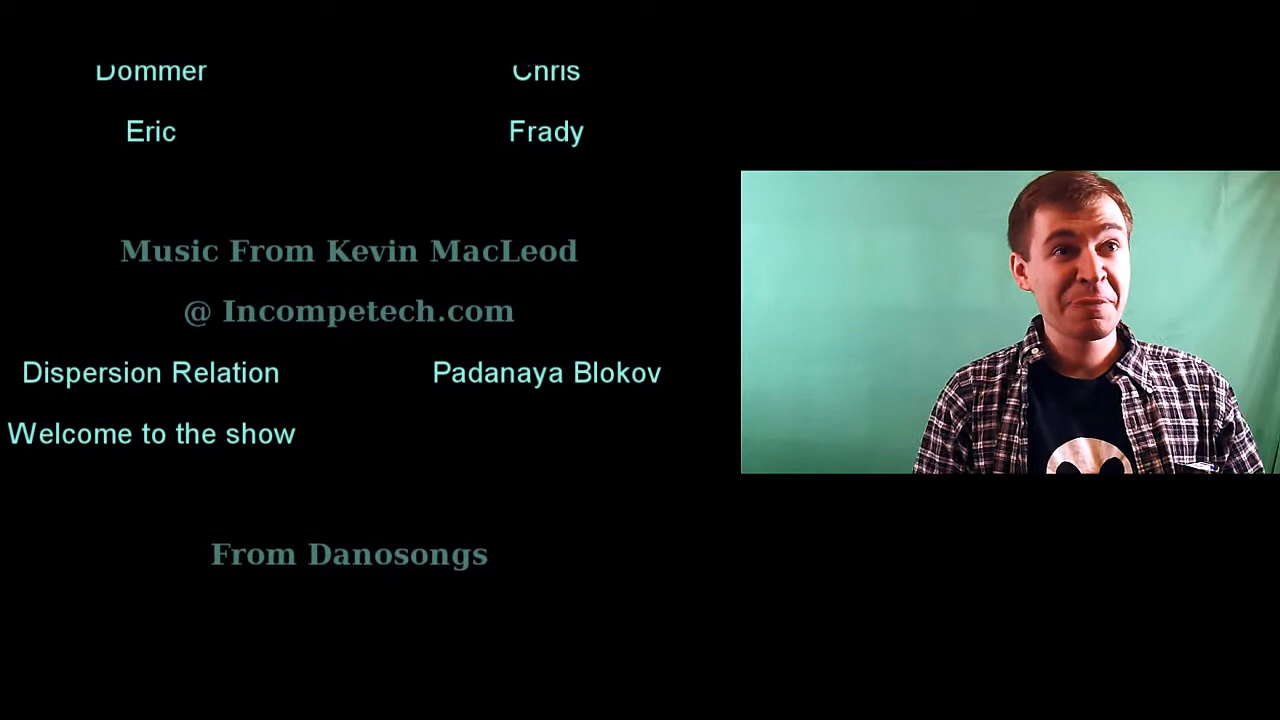 Dommer Chris
Eric Frady
Music From Kevin MacLeod
@ Incompetech.com
Dispersion Relation Padanaya Blokov
Welcome to the show
From Danosongs